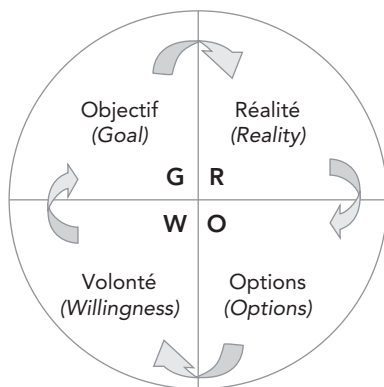 Objectif
(Goal)
Réalité
(Reality)
G R
W O
Volonté
(Willingness)
Options
(Options)